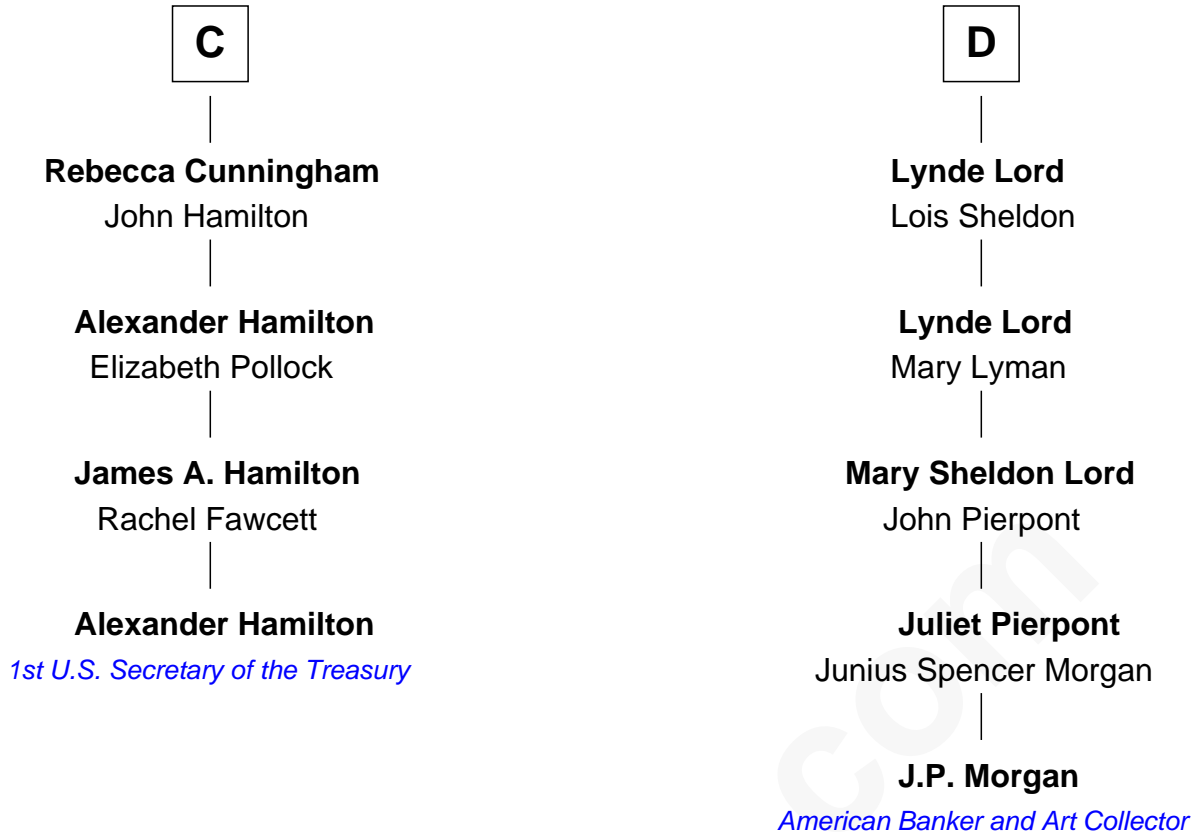 C
Rebecca Cunningham
John Hamilton
Alexander Hamilton
Elizabeth Pollock
James A. Hamilton
Rachel Fawcett
Alexander Hamilton
1st U.S. Secretary of the Treasury
D
Lynde Lord
Lois Sheldon
Lynde Lord
Mary Lyman
Mary Sheldon Lord
John Pierpont
Juliet Pierpont
Junius Spencer Morgan
J.P. Morgan
American Banker and Art Collector
com